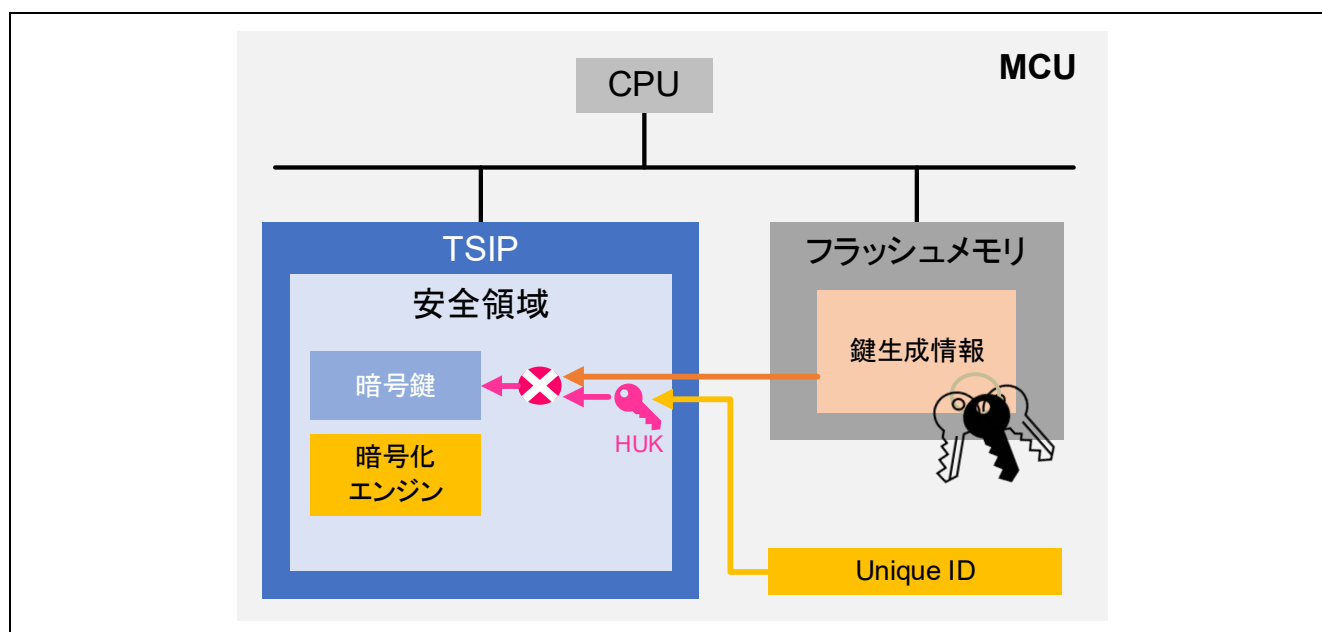 MCU
CPU
TSIP
安全領域
暗号鍵
HUK
暗号化
エンジン
フラッシュメモリ
鍵生成情報
Unique ID